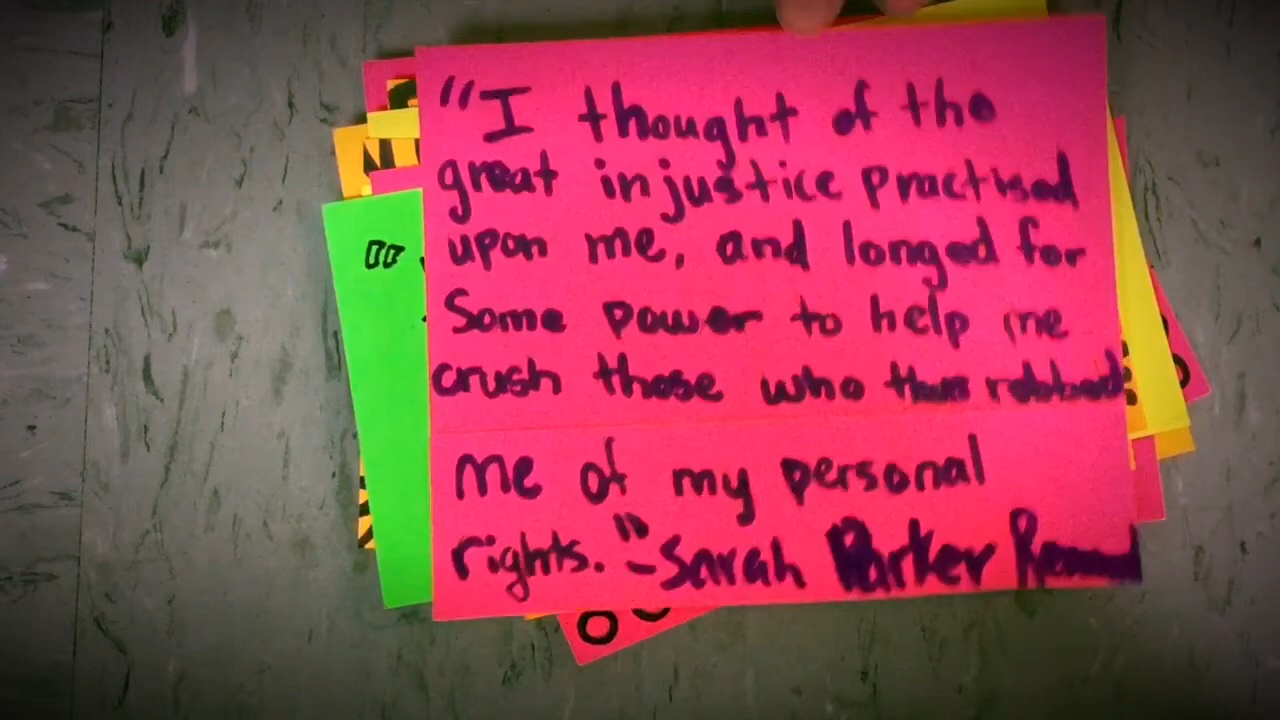 "I thought of the
great injustice practised
upon me, and longed for
Some power to help me
crush those who thus robbed
me of my personal
rights." -Sarah Parker Remond